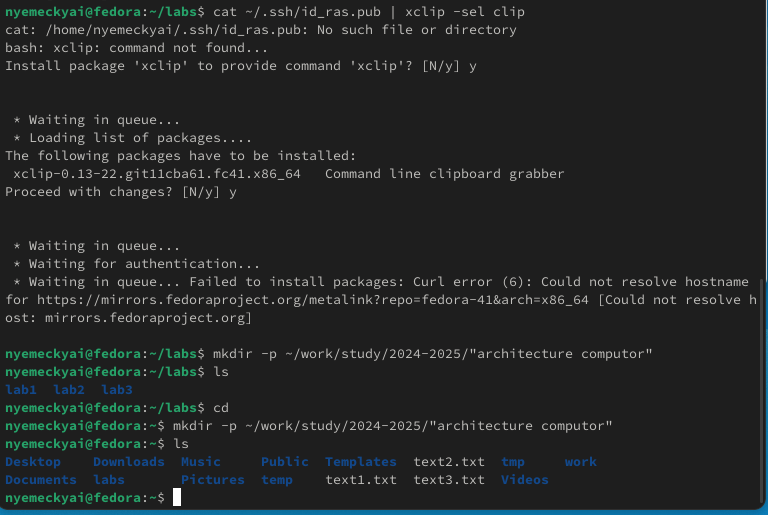 nyemeckyai@fedora:~/labs$ cat ~/.ssh/id_ras.pub | xclip -sel clip
cat: /home/nyemeckyai/.ssh/id_ras.pub: No such file or directory
bash: xclip: command not found...
Install package 'xclip' to provide command 'xclip'? [N/y] y
* Waiting in queue...
* Loading list of packages....
The following packages have to be installed:
xclip-0.13-22.git11cba61.fc41.x86_64   Command line clipboard grabber
Proceed with changes? [N/y] y
* Waiting in queue...
* Waiting for authentication...
* Waiting in queue... Failed to install packages: Curl error (6): Could not resolve hostname
for https://mirrors.fedoraproject.org/metalink?repo=fedora-41&arch=x86_64 [Could not resolve h
ost: mirrors.fedoraproject.org]
nyemeckyai@fedora:~/labs$ mkdir -p ~/work/study/2024-2025/"architecture computor"
nyemeckyai@fedora:~/labs$ ls
lab1  lab2  lab3
nyemeckyai@fedora:~/labs$ cd
nyemeckyai@fedora:~$ mkdir -p ~/work/study/2024-2025/"architecture computor"
nyemeckyai@fedora:~$ ls
Desktop    Downloads  Music     Public  Templates  text2.txt  tmp     work
Documents  labs       Pictures  temp    text1.txt  text3.txt  Videos
nyemeckyai@fedora:~$